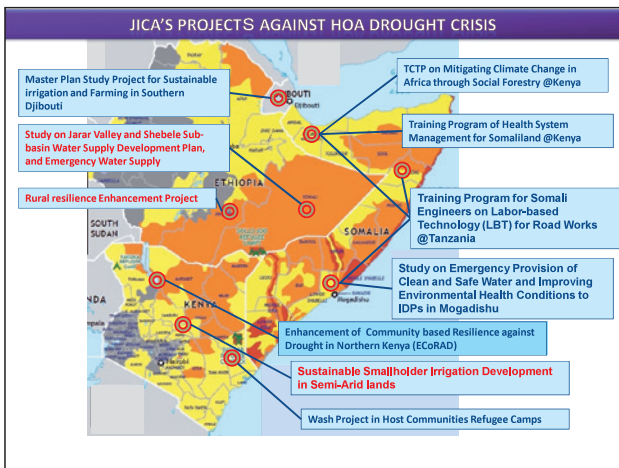 JICA'S PROJECTS AGAINST HOA DROUGHT CRISIS
Master Plan Study Project for Sustainable
irrigation and Farming in Southern
Djibouti
Study on Jarar Valley and Shebele Sub-
basin Water Supply Development Plan,
and Emergency Water Supply
Rural resilience Enhancement Project
TCTP on Mitigating Climate Change in
Africa through Social Forestry @Kenya
Training Program of Health System
Management for Somaliland @Kenya
Training Program for Somali
Engineers on Labor-based
Technology (LBT) for Road Works
@Tanzania
Study on Emergency Provision of
Clean and Safe Water and Improving
Environmental Health Conditions to
IDPs in Mogadishu
Enhancement of Community based Resilience against
Drought in Northern Kenya (ECoRAD)
Sustainable Smallholder Irrigation Development
in Semi-Arid lands
Wash Project in Host Communities Refugee Camps
BOUTI
Djibouti
ETHIOPIA
SOMALI
SOUTH
SUDAN
SOMALIA
Mogadishu
KENYA
NDA
Nairobi